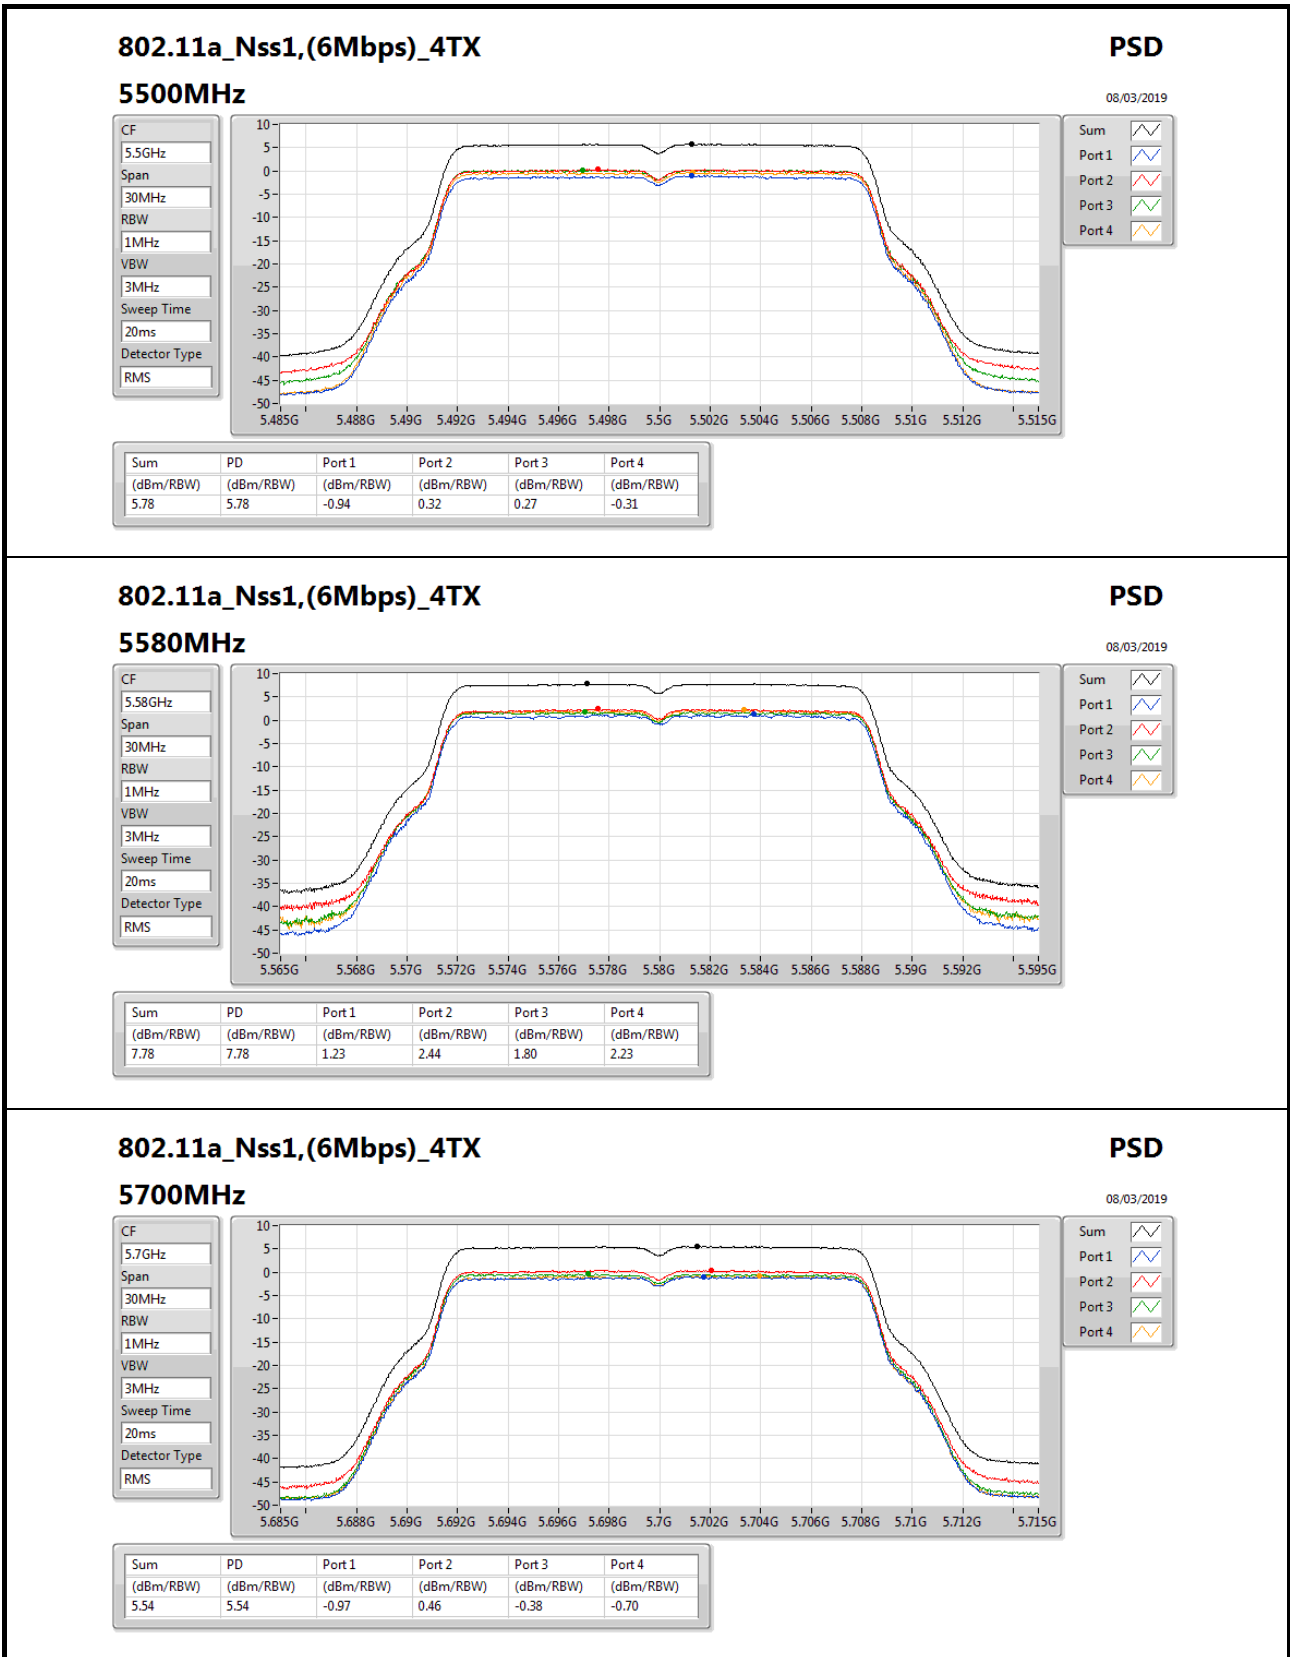 802.11a_Nss1,(6Mbps)_4TX PSD
5500MHz 08/03/2019
CF
5.5GHz
Span
30MHz
RBW
1MHz
VBW
3MHz
Sweep Time
20ms
Detector Type
RMS
10
5
0
-5
-10
-15
-20
-25
-30
-35
-40
-45
-50
5.485G 5.488G 5.49G 5.492G 5.494G 5.496G 5.498G 5.5G 5.502G 5.504G 5.506G 5.508G 5.51G 5.512G 5.515G
Sum
Port 1
Port 2
Port 3
Port 4
Sum PD Port 1 Port 2 Port 3 Port 4
(dBm/RBW) (dBm/RBW) (dBm/RBW) (dBm/RBW) (dBm/RBW) (dBm/RBW)
5.78 5.78 -0.94 0.32 0.27 -0.31
802.11a_Nss1,(6Mbps)_4TX PSD
5580MHz 08/03/2019
CF
5.58GHz
Span
30MHz
RBW
1MHz
VBW
3MHz
Sweep Time
20ms
Detector Type
RMS
10
5
0
-5
-10
-15
-20
-25
-30
-35
-40
-45
-50
5.565G 5.568G 5.57G 5.572G 5.574G 5.576G 5.578G 5.58G 5.582G 5.584G 5.586G 5.588G 5.59G 5.592G 5.595G
Sum
Port 1
Port 2
Port 3
Port 4
Sum PD Port 1 Port 2 Port 3 Port 4
(dBm/RBW) (dBm/RBW) (dBm/RBW) (dBm/RBW) (dBm/RBW) (dBm/RBW)
7.78 7.78 1.23 2.44 1.80 2.23
802.11a_Nss1,(6Mbps)_4TX PSD
5700MHz 08/03/2019
CF
5.7GHz
Span
30MHz
RBW
1MHz
VBW
3MHz
Sweep Time
20ms
Detector Type
RMS
10
5
0
-5
-10
-15
-20
-25
-30
-35
-40
-45
-50
5.685G 5.688G 5.69G 5.692G 5.694G 5.696G 5.698G 5.7G 5.702G 5.704G 5.706G 5.708G 5.71G 5.712G 5.715G
Sum
Port 1
Port 2
Port 3
Port 4
Sum PD Port 1 Port 2 Port 3 Port 4
(dBm/RBW) (dBm/RBW) (dBm/RBW) (dBm/RBW) (dBm/RBW) (dBm/RBW)
5.54 5.54 -0.97 0.46 -0.38 -0.70